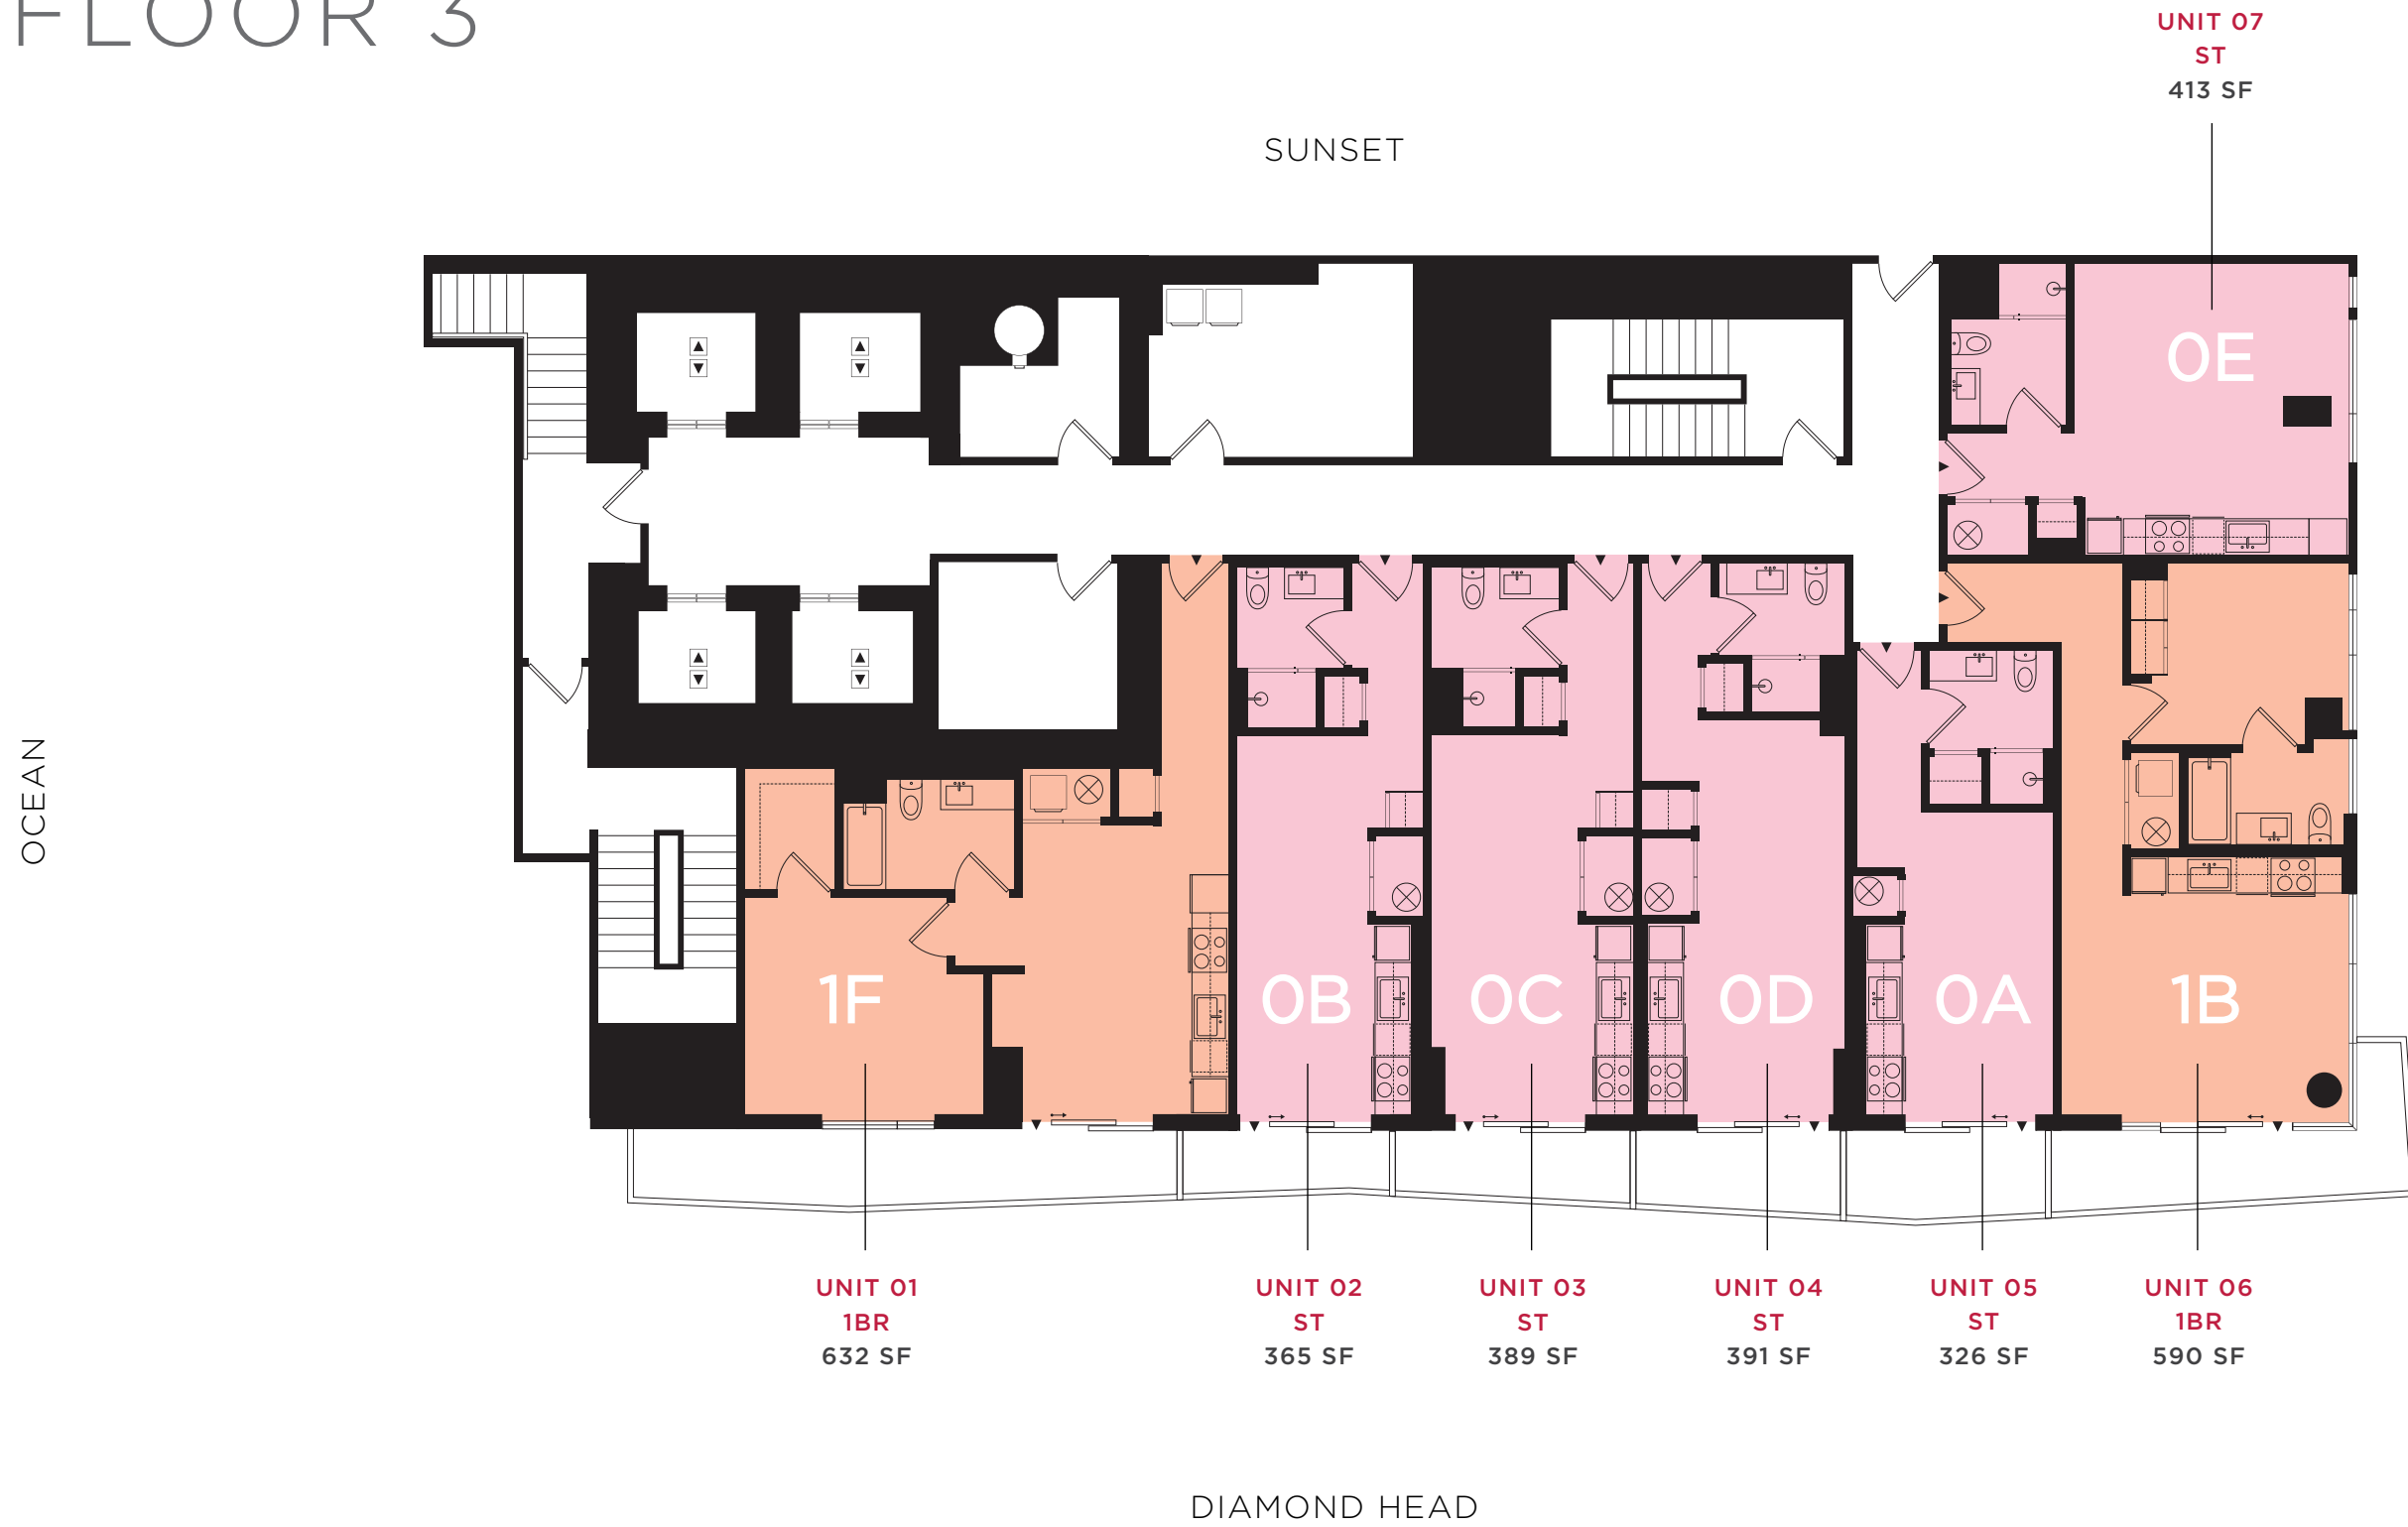 FLOOR 3
UNIT 07
ST
413 SF
SUNSET
0E
OCEAN
1F
0B
0C
0D
0A
1B
UNIT 01
1BR
632 SF
UNIT 02
ST
365 SF
UNIT 03
ST
389 SF
UNIT 04
ST
391 SF
UNIT 05
ST
326 SF
UNIT 06
1BR
590 SF
DIAMOND HEAD